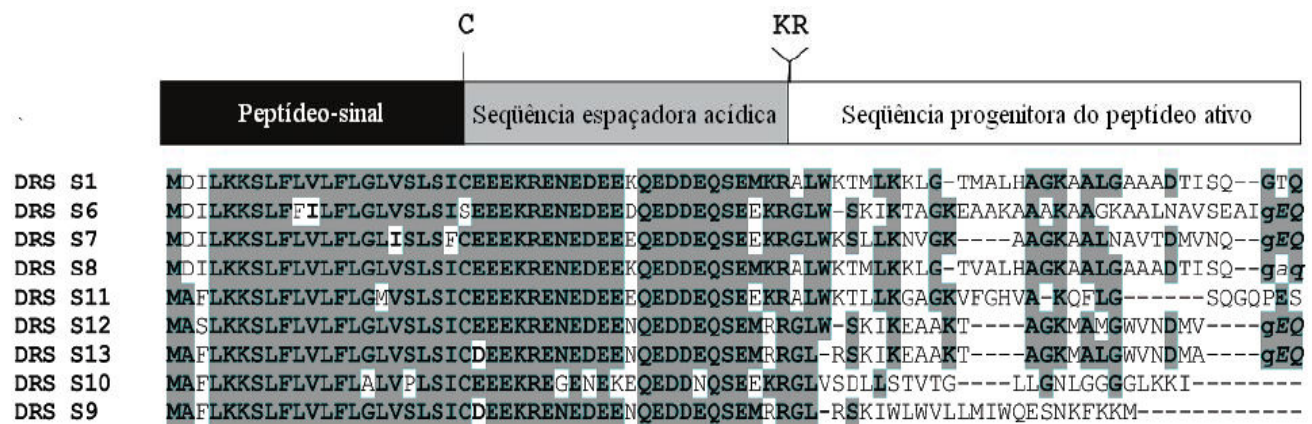 C KR
Peptídeo-sinal Seqüência espaçadora acídica Seqüência progenitora do peptídeo ativo
DRS S1 MDILKKSLFLVLFLGLVSLSICEEEKRENEDEEKQEDDEQSEMKRALWKTMLKKLG-TMALHAGKAALGAAADTISQ--GTQ
DRS S6 MDILKKSLFFILFLGLVSLSISEEEKRENEDEEDQEDDEQSEEKRGLW-SKIKTAGKEAAKAAAKAAGKAALNAVSEAIgEQ
DRS S7 MDILKKSLFLVLFLGLISLSFCEEEKRENEDEEEQEDDEQSEEKRGLWKSLLKNVGK----AAGKAALNAVTDMVNQ--gEQ
DRS S8 MDILKKSLFLVLFLGLVSLSICEEEKRENEDEEKQEDDEQSEMKRALWKTMLKKLG-TVALHAGKAALGAAADTISQ--gaq
DRS S11 MAFLKKSLFLVLFLGMVSLSICEEEKRENEDEEEQEDDEQSEEKRALWKTLLKGAGKVFGHVA-KQFLG------SQGQPES
DRS S12 MASLKKSLFLVLFLGLVSLSICEEEKRENEDEENQEDDEQSEMRRGLW-SKIKEAAKT----AGKMAMGWVNDMV----gEQ
DRS S13 MAFLKKSLFLVLFLGLVSLSICDEEKRENEDEENQEDDEQSEMRRGL-RSKIKEAAKT----AGKMALGWVNDMA----gEQ
DRS S10 MAFLKKSLFLVLFLALVPLSICEEEKREGENEKEQEDDNQSEEKRGLVSDLLSTVTG-----LLGNLGGGGLKKI--------
DRS S9 MAFLKKSLFLVLFLGLVSLSICDEEKRENEDEENQEDDEQSEMRRGL-RSKIWLWVLLMIWQESNKFKKM------------